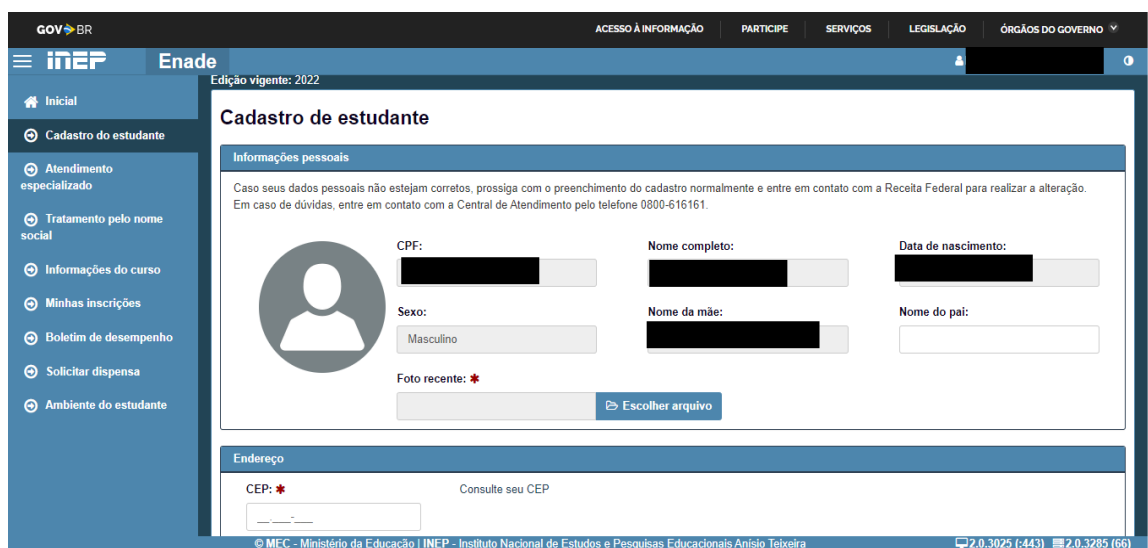 GOV BR
ACESSO À INFORMAÇÃO
PARTICIPE
SERVIÇOS
LEGISLAÇÃO
ÓRGÃOS DO GOVERNO
inep
Enade
Edição vigente: 2022
Inicial
Cadastro do estudante
Atendimento
especializado
Tratamento pelo nome
social
Informações do curso
Minhas inscrições
Boletim de desempenho
Solicitar dispensa
Ambiente do estudante
Cadastro de estudante
Informações pessoais
Caso seus dados pessoais não estejam corretos, prossiga com o preenchimento do cadastro normalmente e entre em contato com a Receita Federal para realizar a alteração.
Em caso de dúvidas, entre em contato com a Central de Atendimento pelo telefone 0800-616161.
CPF:
Nome completo:
Data de nascimento:
Sexo:
Nome da mãe:
Nome do pai:
Masculino
Foto recente: ✱
Escolher arquivo
Endereço
CEP: ✱
Consulte seu CEP
__.___-___
© MEC - Ministério da Educação | INEP - Instituto Nacional de Estudos e Pesquisas Educacionais Anísio Teixeira
2.0.3025 (:443) 2.0.3285 (66)